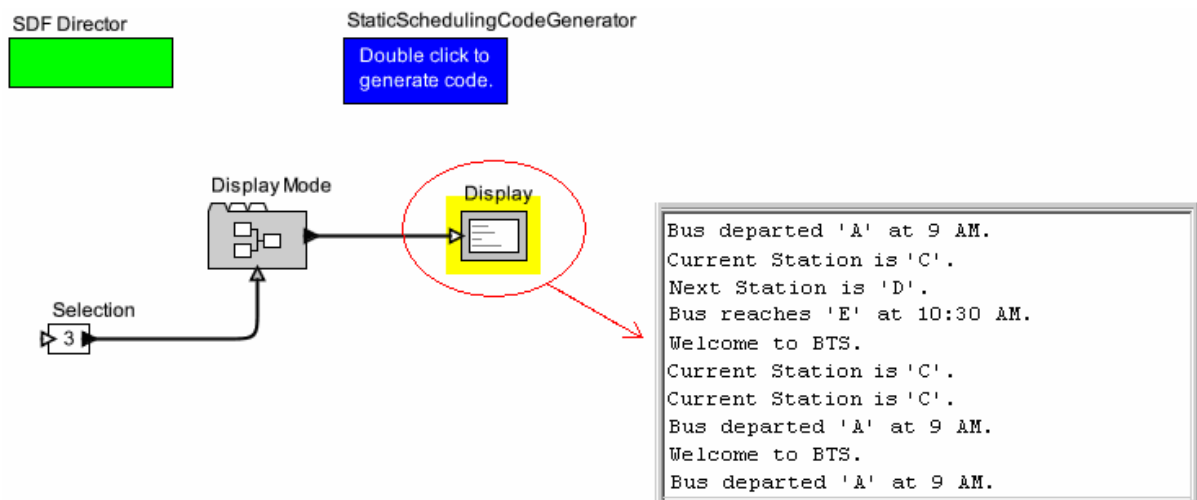 SDF Director
StaticSchedulingCodeGenerator
Double click to
generate code.
Display Mode
Display
Selection
3
Bus departed 'A' at 9 AM.
Current Station is 'C'.
Next Station is 'D'.
Bus reaches 'E' at 10:30 AM.
Welcome to BTS.
Current Station is 'C'.
Current Station is 'C'.
Bus departed 'A' at 9 AM.
Welcome to BTS.
Bus departed 'A' at 9 AM.